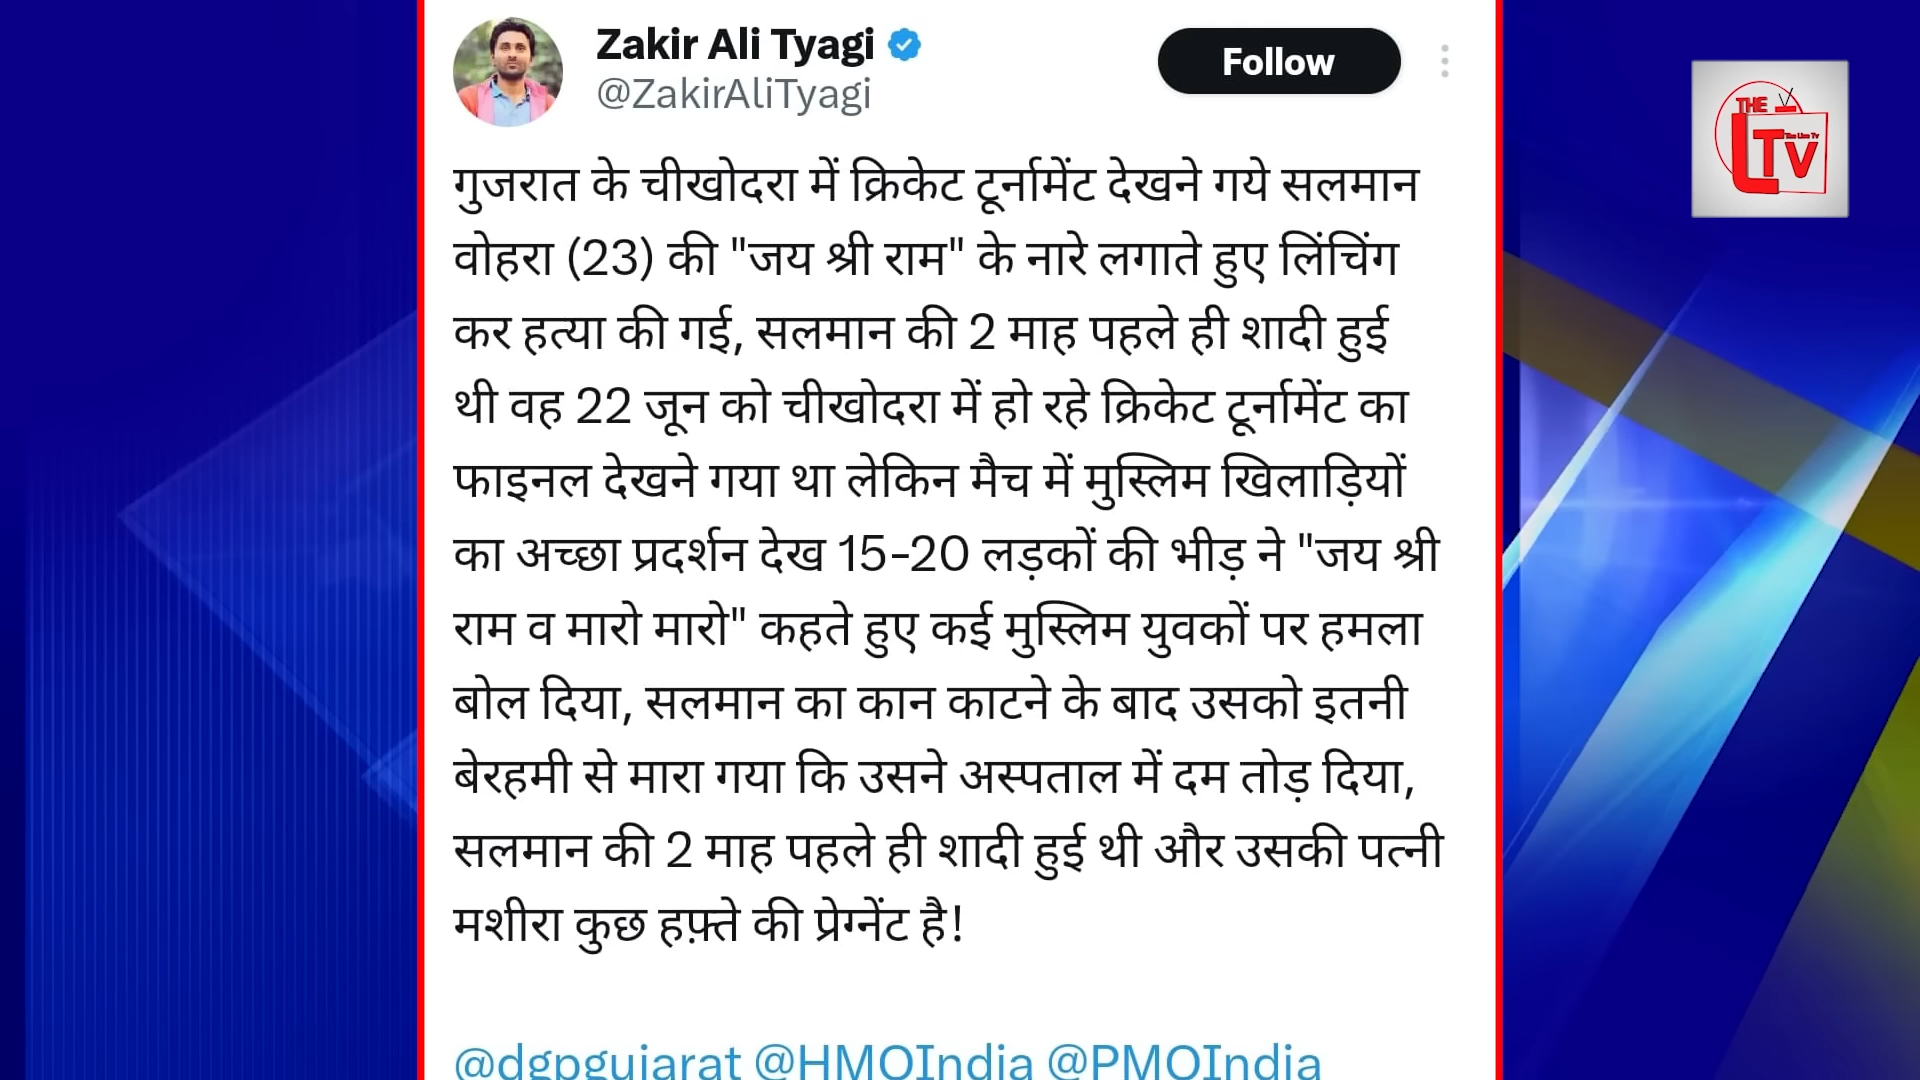 Zakir Ali Tyagi
Follow
@ZakirAliTyagi
THE
LTV
The Live Tv
गुजरात के चीखोदरा में क्रिकेट टूर्नामेंट देखने गये सलमान
वोहरा (23) की "जय श्री राम" के नारे लगाते हुए लिंचिंग
कर हत्या की गई, सलमान की 2 माह पहले ही शादी हुई
थी वह 22 जून को चीखोदरा में हो रहे क्रिकेट टूर्नामेंट का
फाइनल देखने गया था लेकिन मैच में मुस्लिम खिलाड़ियों
का अच्छा प्रदर्शन देख 15-20 लड़कों की भीड़ ने "जय श्री
राम व मारो मारो" कहते हुए कई मुस्लिम युवकों पर हमला
बोल दिया, सलमान का कान काटने के बाद उसको इतनी
बेरहमी से मारा गया कि उसने अस्पताल में दम तोड़ दिया,
सलमान की 2 माह पहले ही शादी हुई थी और उसकी पत्नी
मशीरा कुछ हफ़्ते की प्रेग्नेंट है!
@dgpgujarat @HMOIndia @PMOIndia